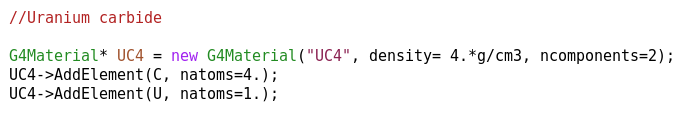 //Uranium carbide
G4Material* UC4 = new G4Material("UC4", density= 4.*g/cm3, ncomponents=2);
UC4->AddElement(C, natoms=4.);
UC4->AddElement(U, natoms=1.);